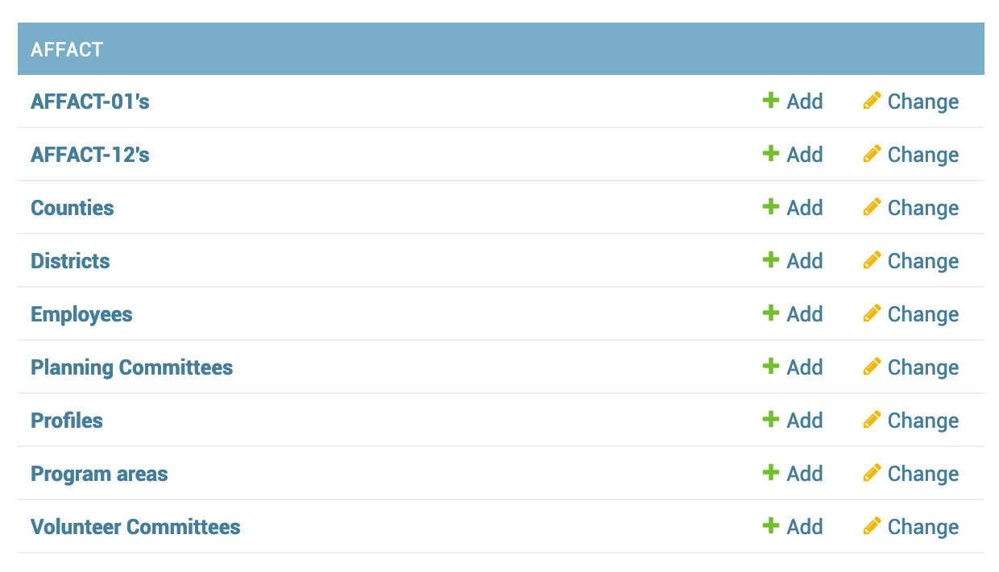 AFFACT
AFFACT-01's Add Change
AFFACT-12's Add Change
Counties Add Change
Districts Add Change
Employees Add Change
Planning Committees Add Change
Profiles Add Change
Program areas Add Change
Volunteer Committees Add Change